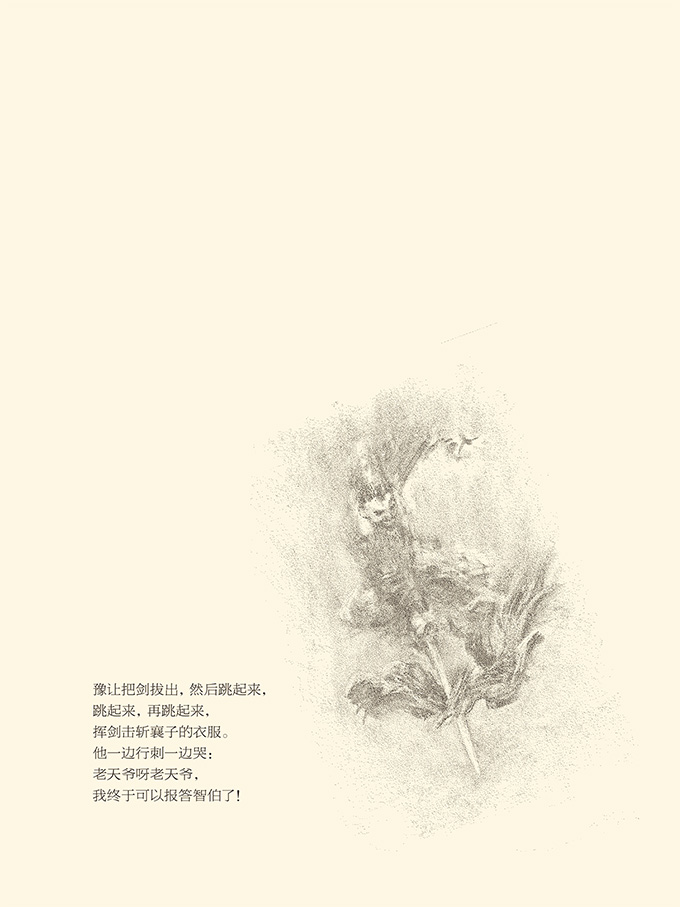 豫让把剑拔出，然后跳起来，
跳起来，再跳起来，
挥剑击斩襄子的衣服。
他一边行刺一边哭：
老天爷呀老天爷，
我终于可以报答智伯了！